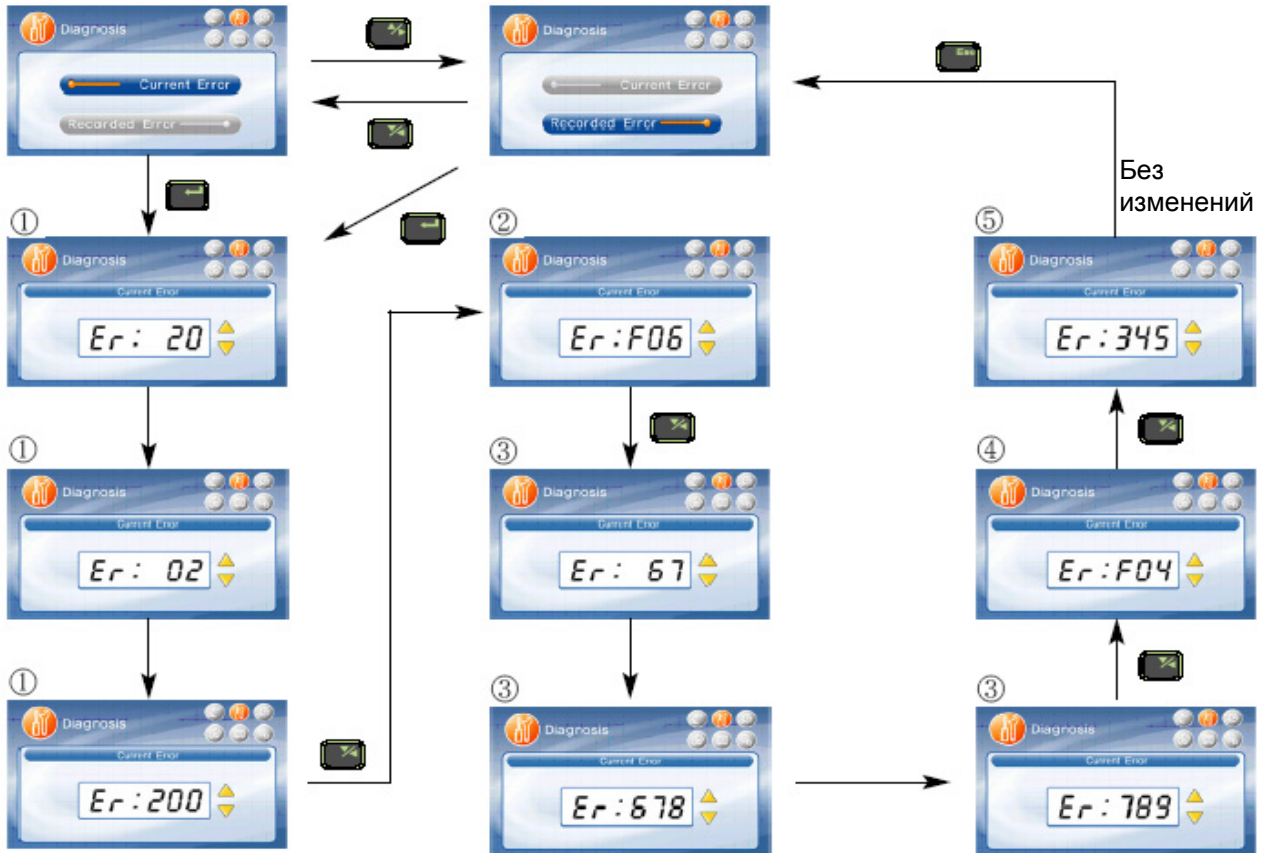 Diagnosis
Current Error
Recorded Error
Diagnosis
Current Error
Recorded Error
Esc
Без
изменений
①
Diagnosis
Current Error
Er: 20
②
Diagnosis
Current Error
Er:F06
⑤
Diagnosis
Current Error
Er:345
①
Diagnosis
Current Error
Er: 02
③
Diagnosis
Current Error
Er: 67
④
Diagnosis
Current Error
Er:F04
①
Diagnosis
Current Error
Er:200
③
Diagnosis
Current Error
Er:678
③
Diagnosis
Current Error
Er:789